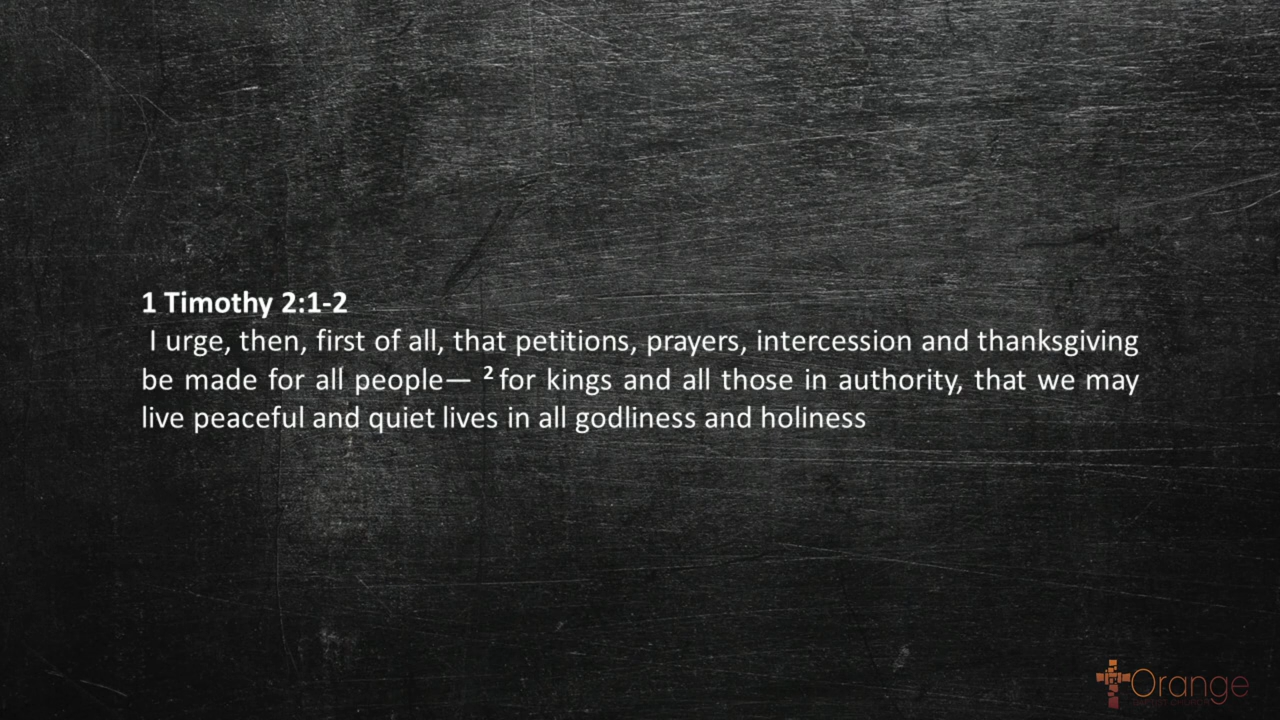 1 Timothy 2:1-2
I urge, then, first of all, that petitions, prayers, intercession and thanksgiving
be made for all people— ² for kings and all those in authority, that we may
live peaceful and quiet lives in all godliness and holiness
Orange